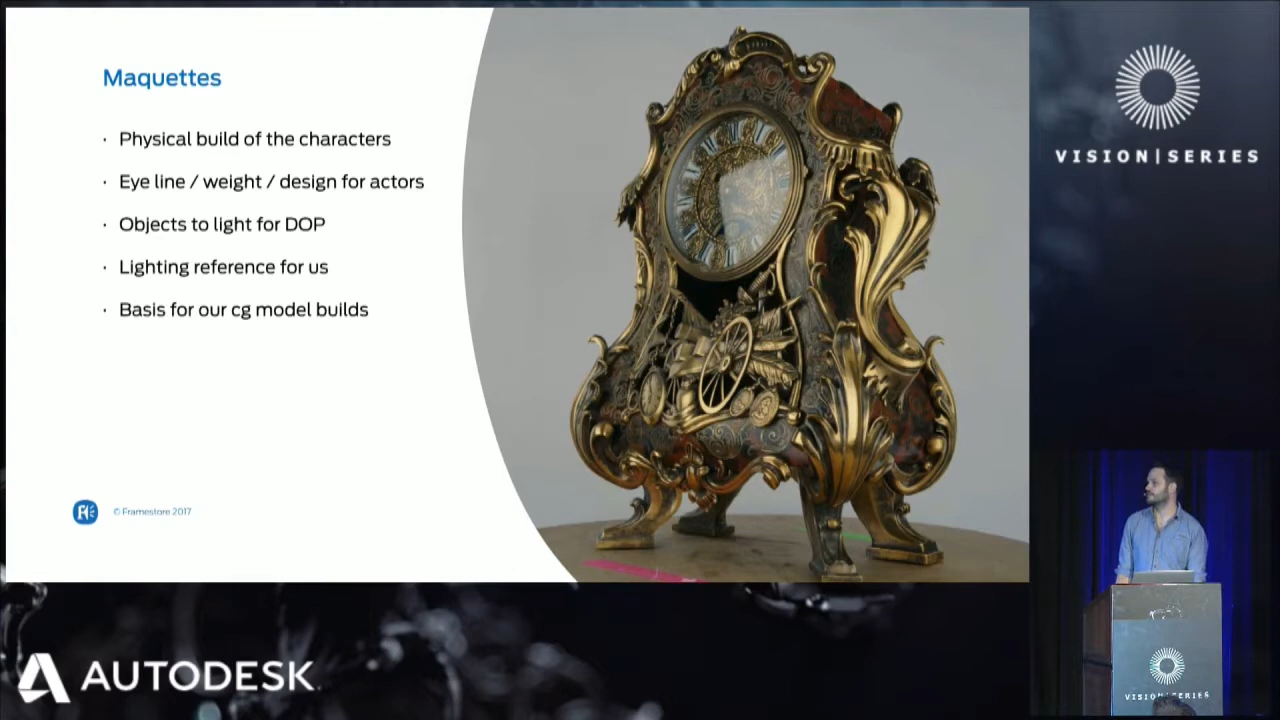 Maquettes
· Physical build of the characters
· Eye line / weight / design for actors
· Objects to light for DOP
· Lighting reference for us
· Basis for our cg model builds
© Framestore 2017
VISION|SERIES
VISION|SERIES
AUTODESK